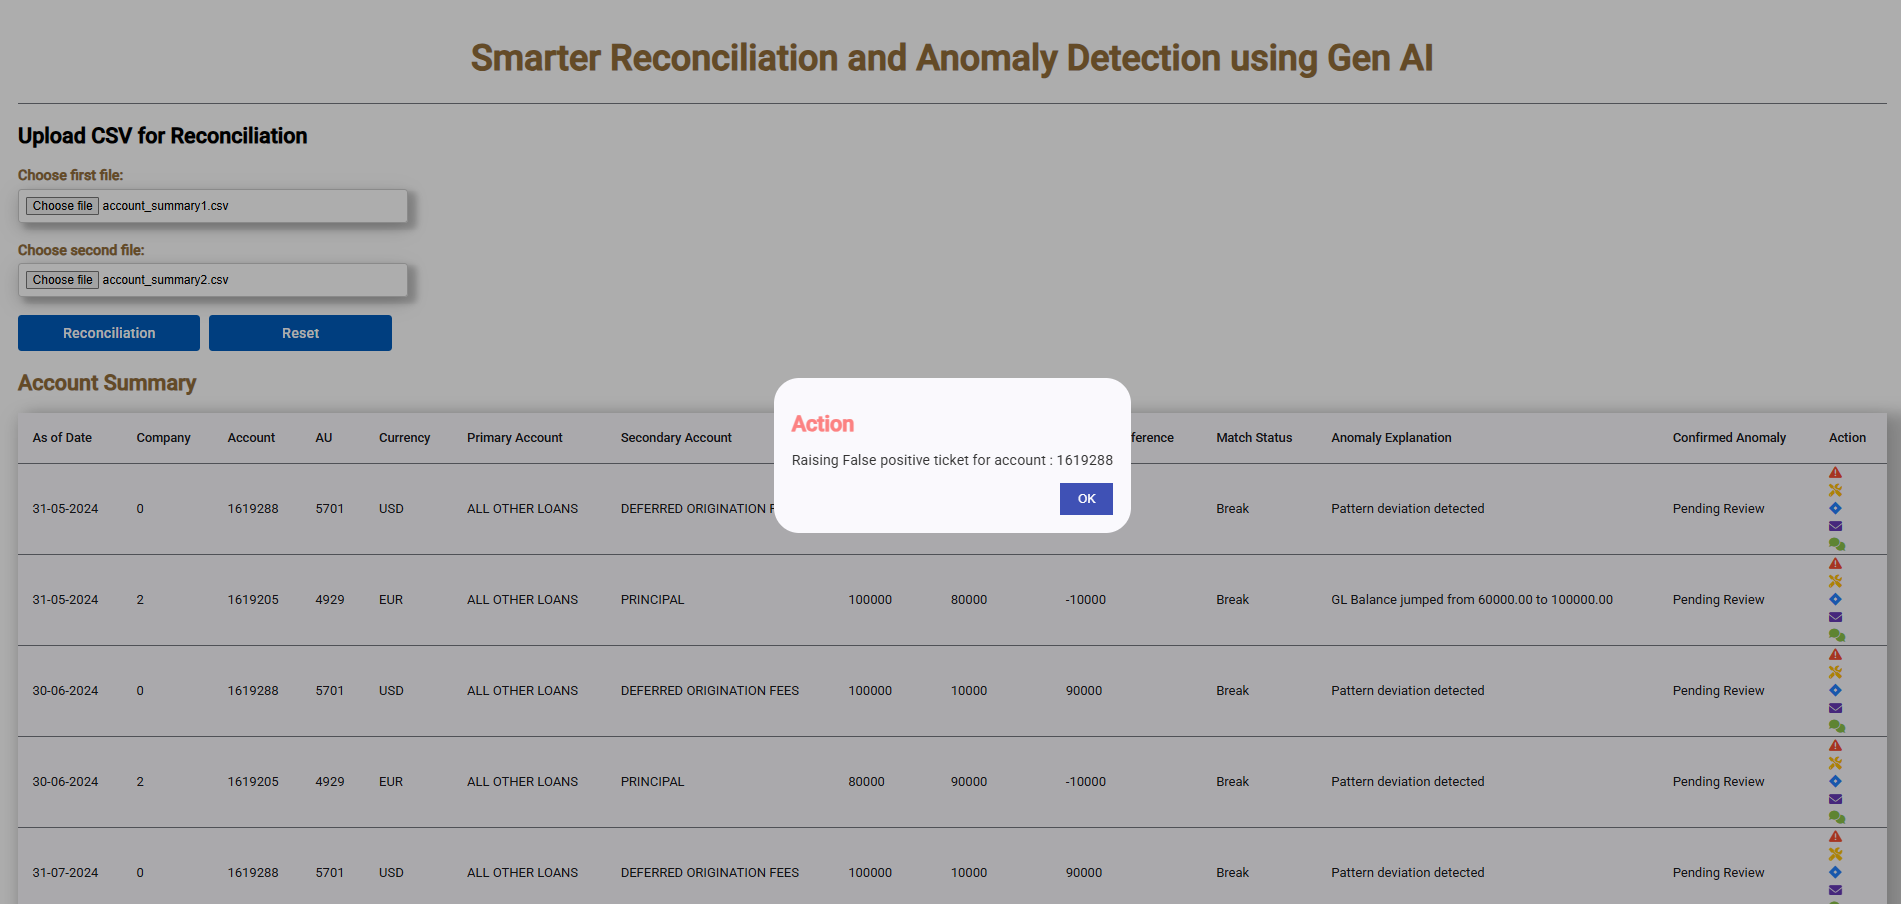 Smarter Reconciliation and Anomaly Detection using Gen AI
Upload CSV for Reconciliation
Choose first file:
Choose file account_summary1.csv
Choose second file:
Choose file account_summary2.csv
Reconciliation Reset
Account Summary
Action
Raising False positive ticket for account : 1619288
OK
As of Date Company Account AU Currency Primary Account Secondary Account ference Match Status Anomaly Explanation Confirmed Anomaly Action
31-05-2024 0 1619288 5701 USD ALL OTHER LOANS DEFERRED ORIGINATION Break Pattern deviation detected Pending Review
31-05-2024 2 1619205 4929 EUR ALL OTHER LOANS PRINCIPAL 100000 80000 -10000 Break GL Balance jumped from 60000.00 to 100000.00 Pending Review
30-06-2024 0 1619288 5701 USD ALL OTHER LOANS DEFERRED ORIGINATION FEES 100000 10000 90000 Break Pattern deviation detected Pending Review
30-06-2024 2 1619205 4929 EUR ALL OTHER LOANS PRINCIPAL 80000 90000 -10000 Break Pattern deviation detected Pending Review
31-07-2024 0 1619288 5701 USD ALL OTHER LOANS DEFERRED ORIGINATION FEES 100000 10000 90000 Break Pattern deviation detected Pending Review